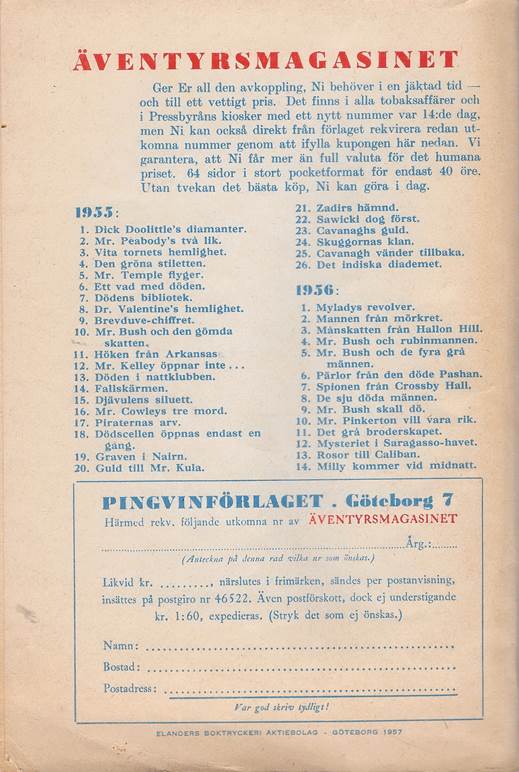 ÄVENTYRSMAGASINET
Ger Er all den avkoppling, Ni behöver i en jäktad tid —
och till ett vettigt pris. Det finns i alla tobaksaffärer och
i Pressbyråns kiosker med ett nytt nummer var 14:de dag,
men Ni kan också direkt från förlaget rekvirera redan ut-
komna nummer genom att ifylla kupongen här nedan. Vi
garantera, att Ni får mer än full valuta för det humana
priset. 64 sidor i stort pocketformat för endast 40 öre.
Utan tvekan det bästa köp, Ni kan göra i dag.
1955:
1. Dick Doolittle's diamanter.
2. Mr. Peabody's två lik.
3. Vita tornets hemlighet.
4. Den gröna stiletten.
5. Mr. Temple flyger.
6. Ett vad med döden.
7. Dödens bibliotek.
8. Dr. Valentine's hemlighet.
9. Brevduve-chiffret.
10. Mr. Bush och den gömda
skatten.
11. Höken från Arkansas
12. Mr. Kelley öppnar inte...
13. Döden i nattklubben.
14. Fallskärmen.
15. Djävulens siluett.
16. Mr. Cowleys tre mord.
17. Piraternas arv.
18. Dödscellen öppnas endast en
gång.
19. Graven i Nairn.
20. Guld till Mr. Kula.
21. Zadirs hämnd.
22. Sawicki dog först.
23. Cavanaghs guld.
24. Skuggornas klan.
25. Cavanagh vänder tillbaka.
26. Det indiska diademet.
1956:
1. Myladys revolver.
2. Mannen från mörkret.
3. Månskatten från Hallon Hill.
4. Mr. Bush och rubinmannen.
5. Mr. Bush och de fyra grå
männen.
6. Pärlor från den döde Pashan.
7. Spionen från Crossby Hall.
8. De sju döda männen.
9. Mr. Bush skall dö.
10. Mr. Pinkerton vill vara rik.
11. Det grå broderskapet.
12. Mysteriet i Saragasso-havet.
13. Rosor till Caliban.
14. Milly kommer vid midnatt.
PINGVINFÖRLAGET . Göteborg 7
Härmed rekv. följande utkomna nr av ÄVENTYRSMAGASINET
Årg.:
(Anteckna på denna rad vilka nr som önskas.)
Likvid kr. .........., närslutes i frimärken, sändes per postanvisning,
insättes på postgiro nr 46522. Även postförskott, dock ej understigande
kr. 1:60, expedieras. (Stryk det som ej önskas.)
Namn:
Bostad:
Postadress:
Var god skriv tydligt!
ELANDERS BOKTRYCKERI AKTIEBOLAG - GÖTEBORG 1957